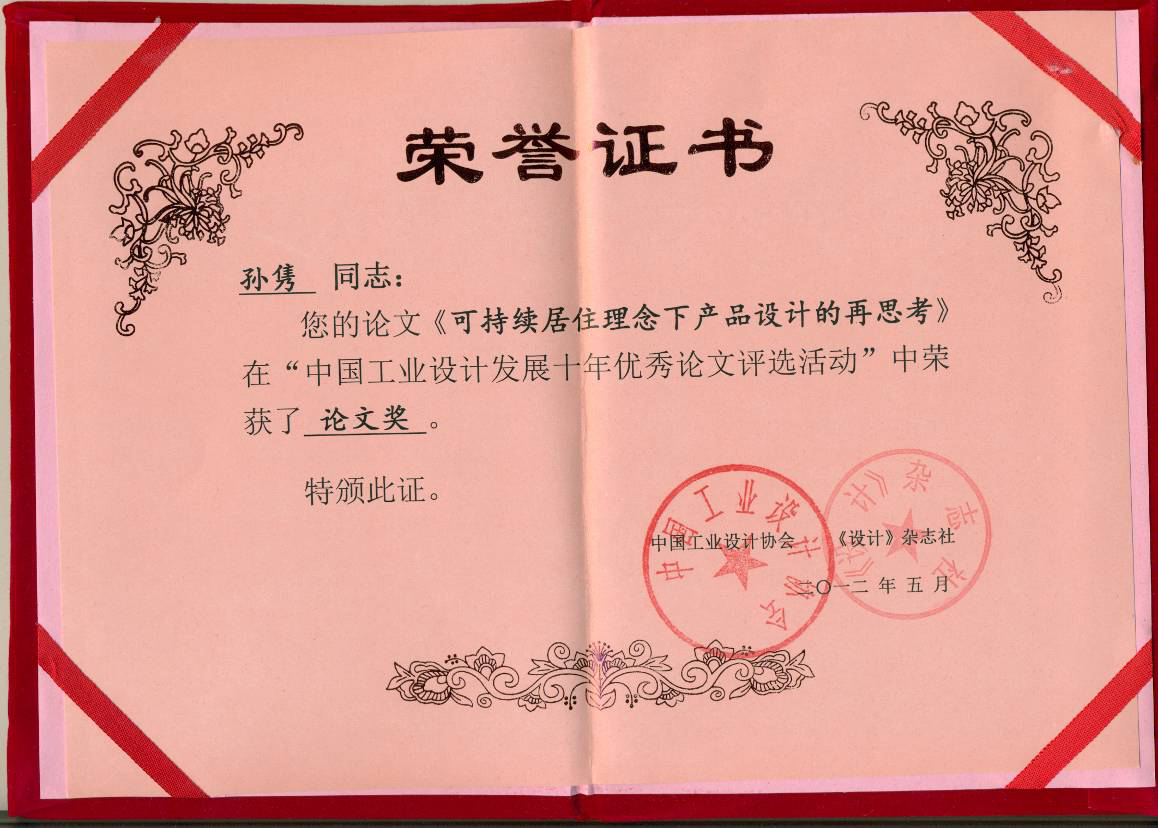 荣誉证书
孙隽 同志：
您的论文《可持续居住理念下产品设计的再思考》
在“中国工业设计发展十年优秀论文评选活动”中荣
获了 论文奖 。
特颁此证。
中国工业设计协会 《设计》杂志社
二〇一二年五月
中国工业设计协会
《设计》杂志社